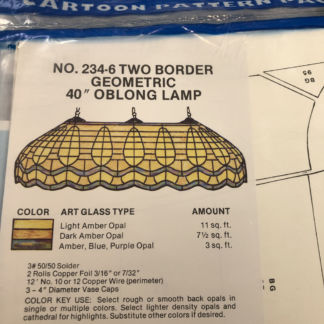 CARTOON PATTERN PA
NO. 234-6 TWO BORDER
GEOMETRIC
40" OBLONG LAMP
COLOR ART GLASS TYPE AMOUNT
Light Amber Opal 11 sq. ft.
Dark Amber Opal 7½ sq. ft.
Amber, Blue, Purple Opal 3 sq. ft.
3# 50/50 Solder
2 Rolls Copper Foil 3/16" or 7/32"
12' No. 10 or 12 Copper Wire (perimeter)
3 – 4" Diameter Vase Caps
COLOR KEY USE: Select rough or smooth back opals in
single or multiple colors. Select lighter density opals and
cathedral for highlights. Substitute other colors if desired.
BG
95
BG